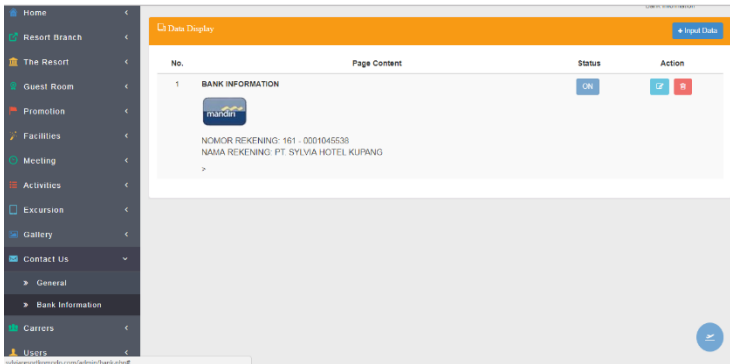 Home
Bank Information
Resort Branch
Data Display
+ Input Data
The Resort
No.
Page Content
Status
Action
Guest Room
1
BANK INFORMATION
ON
mandiri
Promotion
Facilities
NOMOR REKENING: 161 - 0001045538
NAMA REKENING: PT. SYLVIA HOTEL KUPANG
>
Meeting
Activities
Excursion
Gallery
Contact Us
» General
» Bank Information
Carrers
Users